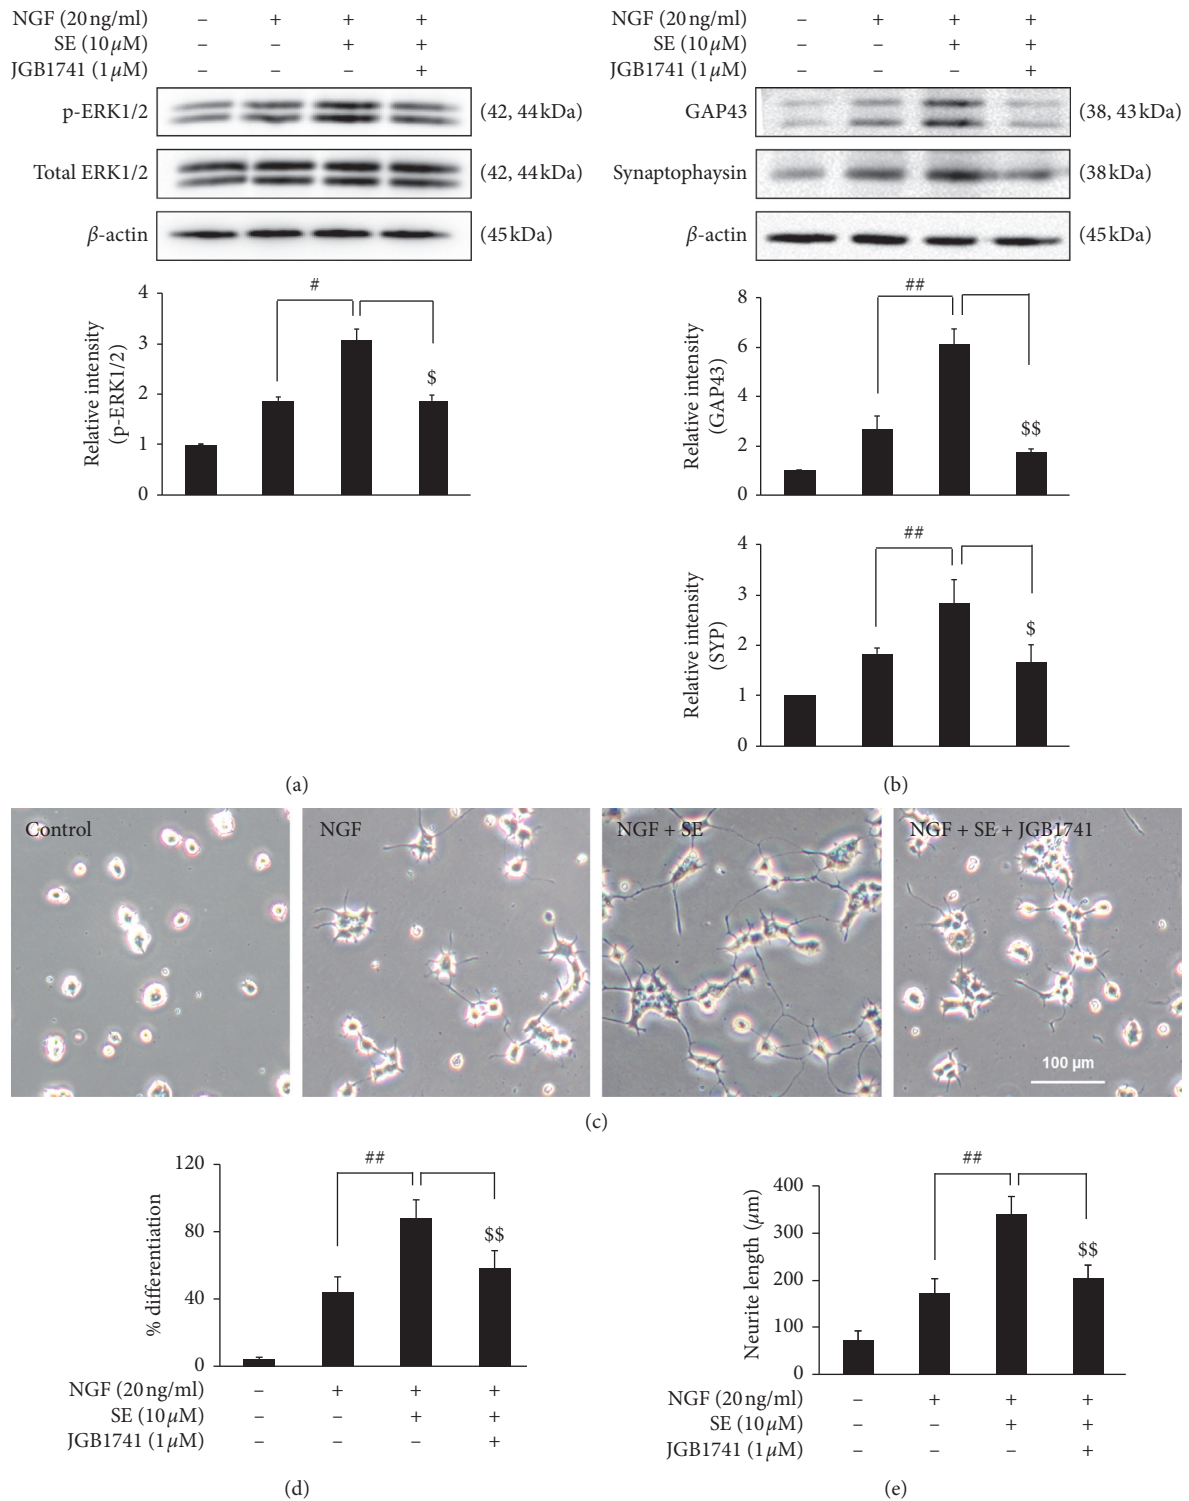 NGF (20 ng/ml) – + + +
SE (10 μM) – – + +
JGB1741 (1 μM) – – – +
p-ERK1/2 (42, 44 kDa)
Total ERK1/2 (42, 44 kDa)
β-actin (45 kDa)
4
3
2
1
0
Relative intensity
(p-ERK1/2)
#
$
(a)
NGF (20 ng/ml) – + + +
SE (10 μM) – – + +
JGB1741 (1 μM) – – – +
GAP43 (38, 43 kDa)
Synaptophaysin (38 kDa)
β-actin (45 kDa)
8
6
4
2
0
Relative intensity
(GAP43)
##
$$
4
3
2
1
0
Relative intensity
(SYP)
##
$
(b)
Control
NGF
NGF + SE
NGF + SE + JGB1741
100 μm
(c)
120
80
40
0
% differentiation
##
$$
NGF (20 ng/ml) – + + +
SE (10 μM) – – + +
JGB1741 (1 μM) – – – +
(d)
400
300
200
100
0
Neurite length (μm)
##
$$
NGF (20 ng/ml) – + + +
SE (10 μM) – – + +
JGB1741 (1 μM) – – – +
(e)